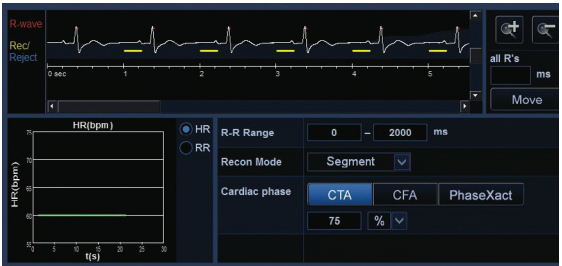 R-wave
Rec/
Reject
0 sec 1 2 3 4 5
all R's
ms
Move
HR(bpm)
HR(bpm)
75
70
65
60
50
0 5 10 15 20 25 30
t(s)
HR
RR
R-R Range 0 – 2000 ms
Recon Mode Segment
Cardiac phase CTA CFA PhaseXact
75 %